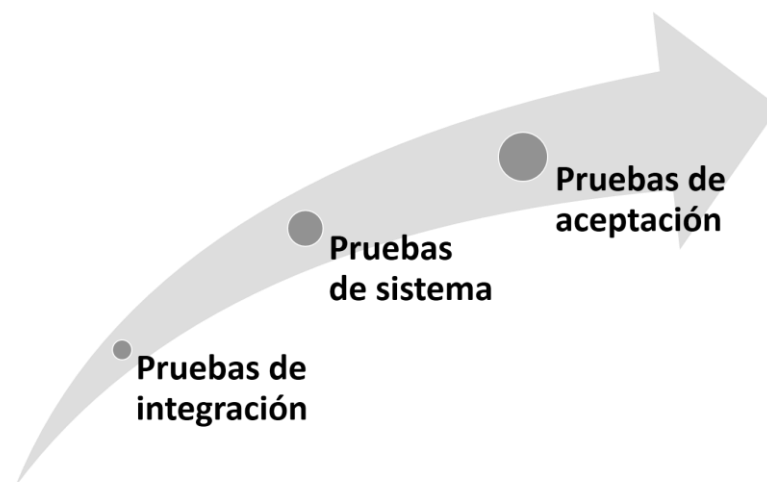 Pruebas de
aceptación
Pruebas
de sistema
Pruebas de
integración